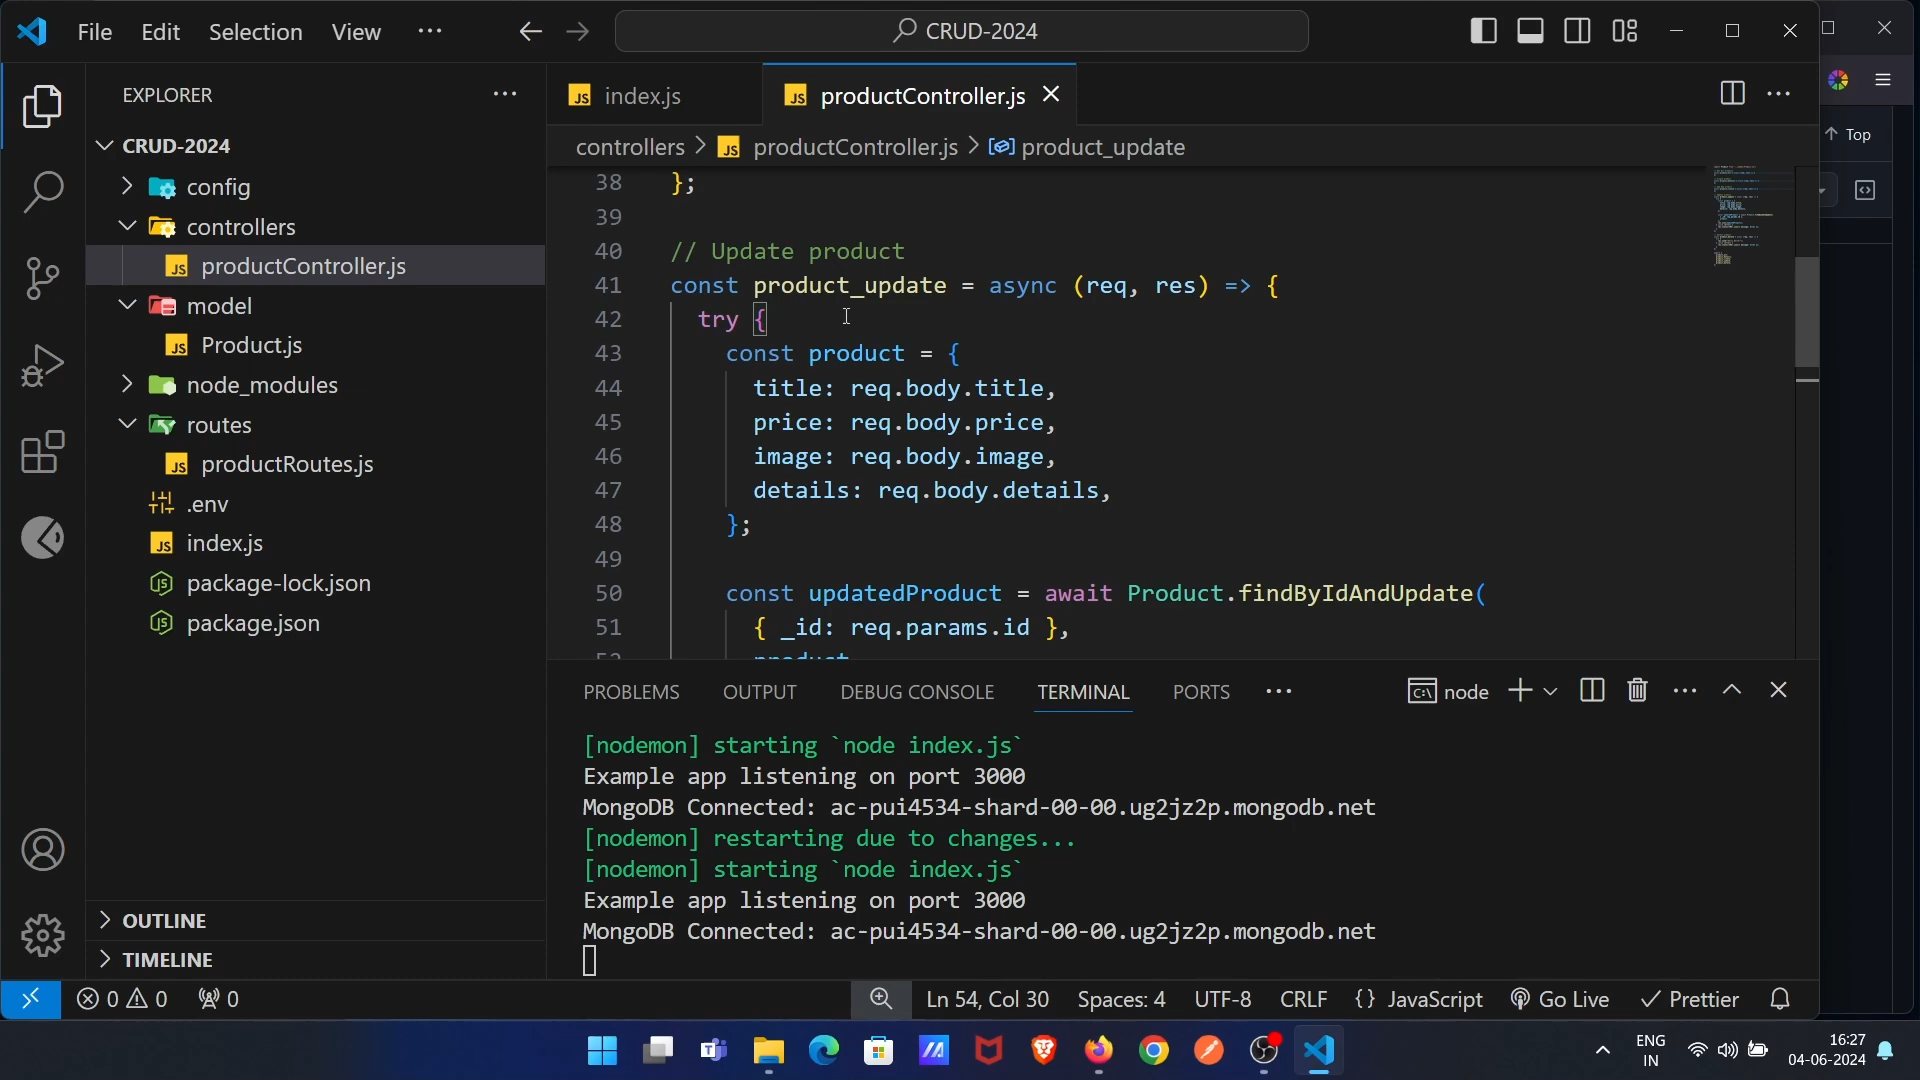 File Edit Selection View ··· CRUD-2024
EXPLORER
CRUD-2024
config
controllers
productController.js
model
Product.js
node_modules
routes
productRoutes.js
.env
index.js
package-lock.json
package.json
OUTLINE
TIMELINE
index.js productController.js
controllers > productController.js > product_update
38 };
39
40 // Update product
41 const product_update = async (req, res) => {
42 try {
43 const product = {
44 title: req.body.title,
45 price: req.body.price,
46 image: req.body.image,
47 details: req.body.details,
48 };
49
50 const updatedProduct = await Product.findByIdAndUpdate(
51 { _id: req.params.id },
52 product
Top
PROBLEMS OUTPUT DEBUG CONSOLE TERMINAL PORTS ··· node
[nodemon] starting `node index.js`
Example app listening on port 3000
MongoDB Connected: ac-pui4534-shard-00-00.ug2jz2p.mongodb.net
[nodemon] restarting due to changes...
[nodemon] starting `node index.js`
Example app listening on port 3000
MongoDB Connected: ac-pui4534-shard-00-00.ug2jz2p.mongodb.net
0 0 0 Ln 54, Col 30 Spaces: 4 UTF-8 CRLF {} JavaScript Go Live Prettier
ENG
IN
16:27
04-06-2024